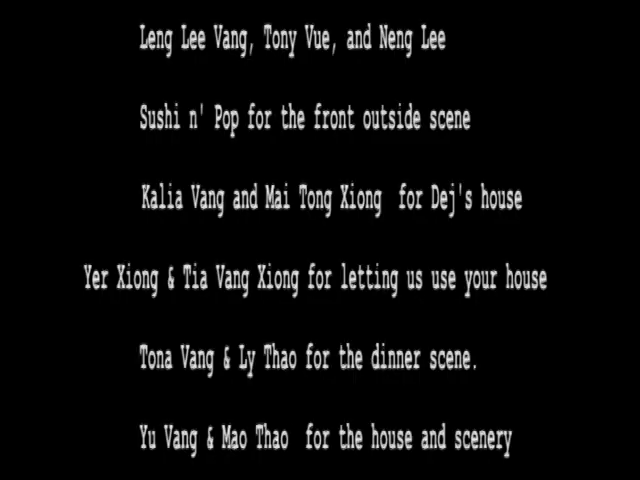 Leng Lee Vang, Tony Vue, and Neng Lee
Sushi n' Pop for the front outside scene
Kalia Vang and Mai Tong Xiong for Dej's house
Yer Xiong & Tia Vang Xiong for letting us use your house
Tona Vang & Ly Thao for the dinner scene.
Yu Vang & Mao Thao for the house and scenery